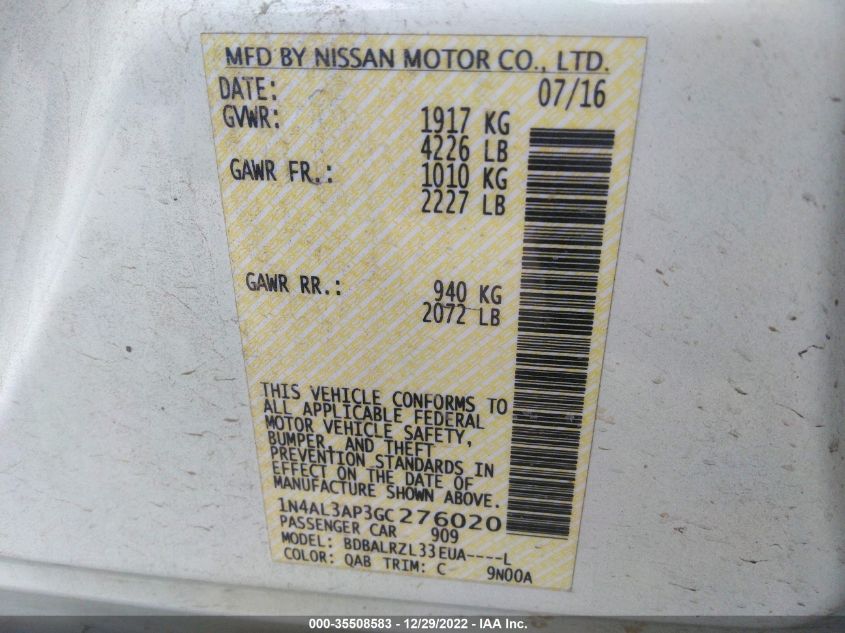 MFD BY NISSAN MOTOR CO., LTD.
DATE: 07/16
GVWR: 1917 KG
4226 LB
GAWR FR.: 1010 KG
2227 LB
GAWR RR.: 940 KG
2072 LB
THIS VEHICLE CONFORMS TO
ALL APPLICABLE FEDERAL
MOTOR VEHICLE SAFETY,
BUMPER, AND THEFT
PREVENTION STANDARDS IN
EFFECT ON THE DATE OF
MANUFACTURE SHOWN ABOVE.
1N4AL3AP3GC276020
PASSENGER CAR 909
MODEL: BDBALRZL33EUA----L
COLOR: QAB TRIM: C 9N00A
000-35508583 - 12/29/2022 - IAA Inc.